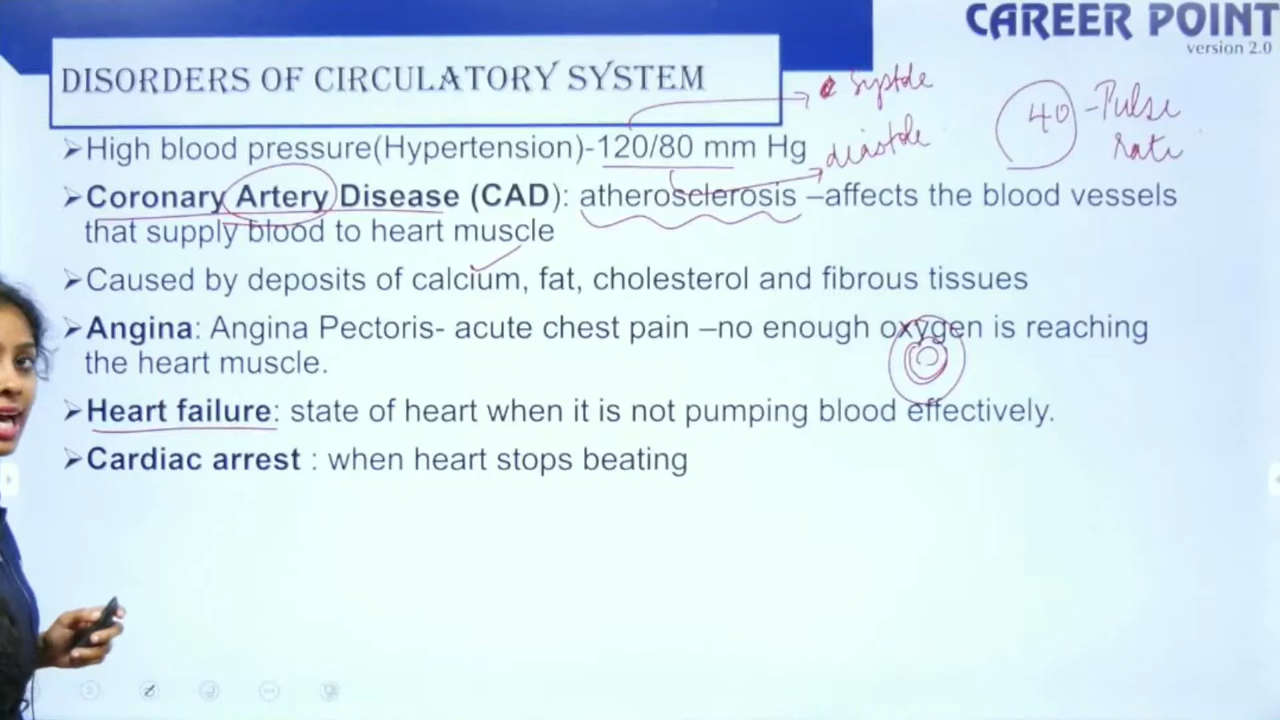 CAREER POINT
version 2.0
DISORDERS OF CIRCULATORY SYSTEM
systole
40 - Pulse
rate
➢High blood pressure(Hypertension)-120/80 mm Hg
diastole
➢Coronary Artery Disease (CAD): atherosclerosis –affects the blood vessels
that supply blood to heart muscle
➢Caused by deposits of calcium, fat, cholesterol and fibrous tissues
➢Angina: Angina Pectoris- acute chest pain –no enough oxygen is reaching
the heart muscle.
➢Heart failure: state of heart when it is not pumping blood effectively.
➢Cardiac arrest : when heart stops beating